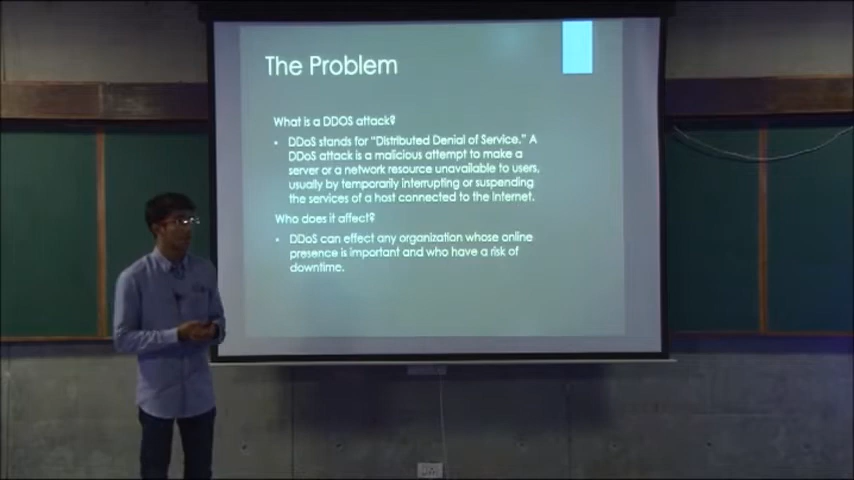 The Problem
What is a DDOS attack?
• DDoS stands for “Distributed Denial of Service.” A
DDoS attack is a malicious attempt to make a
server or a network resource unavailable to users,
usually by temporarily interrupting or suspending
the services of a host connected to the Internet.
Who does it affect?
• DDoS can effect any organization whose online
presence is important and who have a risk of
downtime.